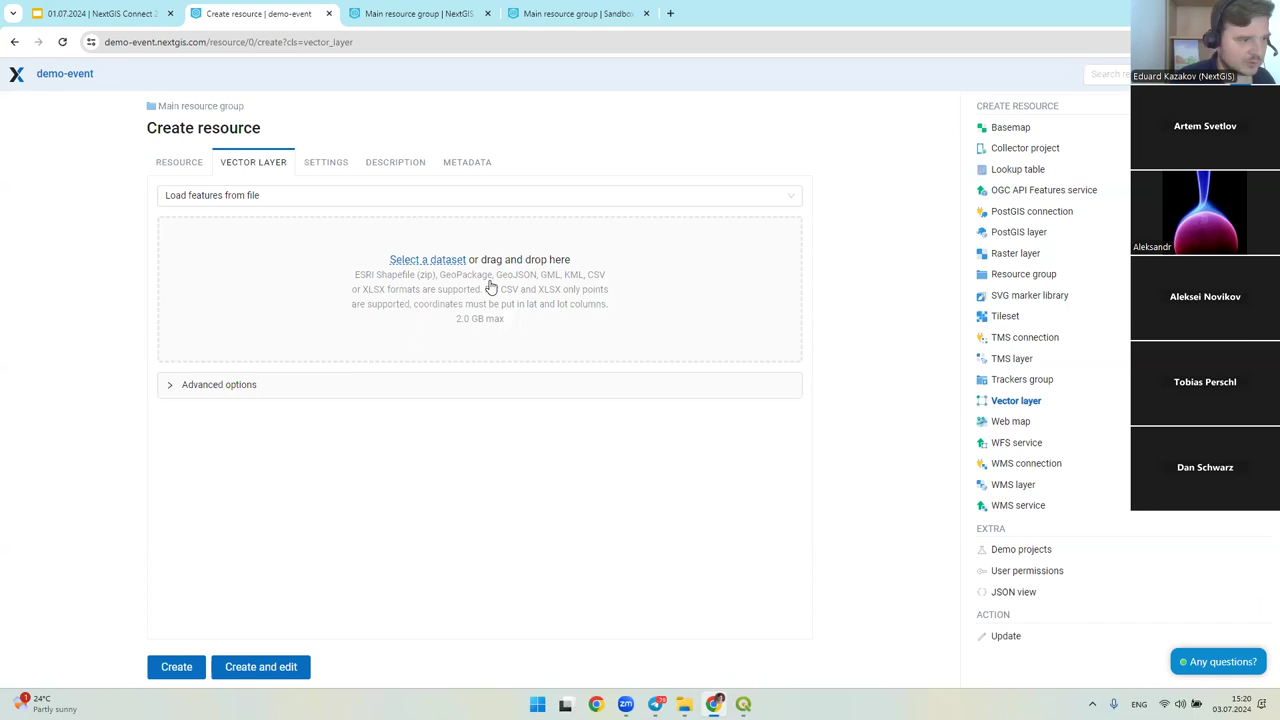 01.07.2024 | NextGIS Connect 2
Create resource | demo-event
Main resource group | NextGIS
Main resource group | Sandbox
demo-event.nextgis.com/resource/0/create?cls=vector_layer
demo-event
Search reso
Main resource group
Create resource
RESOURCE
VECTOR LAYER
SETTINGS
DESCRIPTION
METADATA
Load features from file
Select a dataset or drag and drop here
ESRI Shapefile (zip), GeoPackage, GeoJSON, GML, KML, CSV
or XLSX formats are supported. CSV and XLSX only points
are supported, coordinates must be put in lat and lot columns.
2.0 GB max
Advanced options
Create
Create and edit
CREATE RESOURCE
Basemap
Collector project
Lookup table
OGC API Features service
PostGIS connection
PostGIS layer
Raster layer
Resource group
SVG marker library
Tileset
TMS connection
TMS layer
Trackers group
Vector layer
Web map
WFS service
WMS connection
WMS layer
WMS service
EXTRA
Demo projects
User permissions
JSON view
ACTION
Update
Eduard Kazakov (NextGIS)
Artem Svetlov
Aleksandr
Aleksei Novikov
Tobias Perschl
Dan Schwarz
Any questions?
1
24°C
Partly sunny
ENG
15:20
03.07.2024